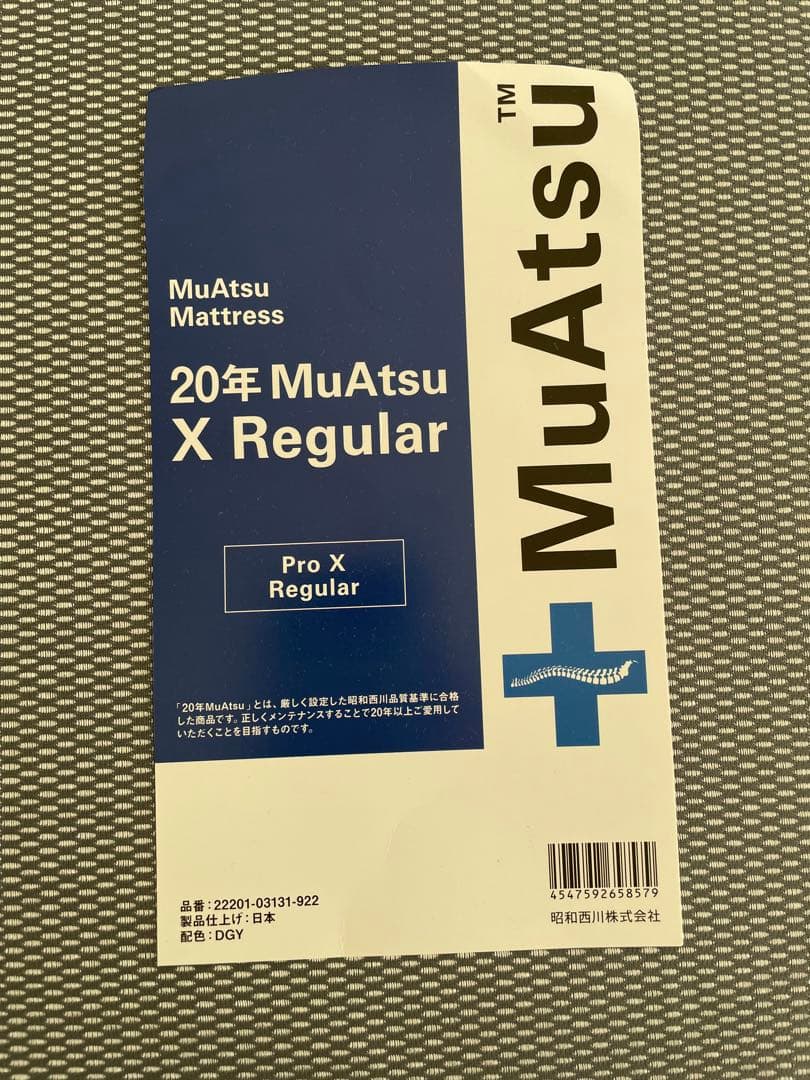 MuAtsu™
MuAtsu
Mattress
20年 MuAtsu
X Regular
Pro X
Regular
「20年MuAtsu」とは、厳しく設定した昭和西川品質基準に合格
した商品です。正しくメンテナンスすることで20年以上ご愛用して
いただくことを目指すものです。
品番：22201-03131-922
製品仕上げ：日本
配色：DGY
4547592658579
昭和西川株式会社